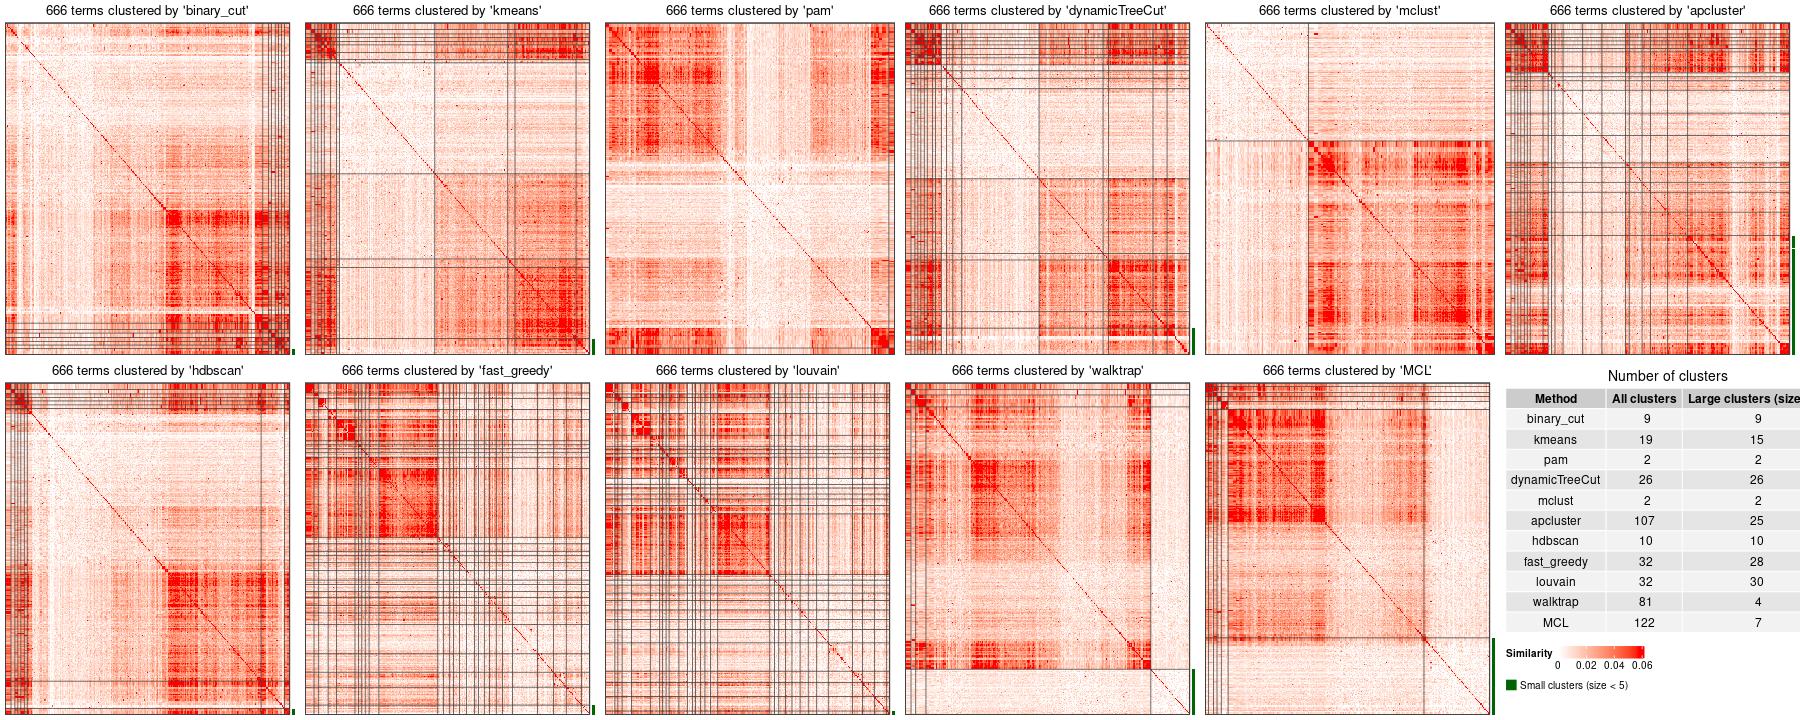 666 terms clustered by 'binary_cut'
666 terms clustered by 'kmeans'
666 terms clustered by 'pam'
666 terms clustered by 'dynamicTreeCut'
666 terms clustered by 'mclust'
666 terms clustered by 'apcluster'
666 terms clustered by 'hdbscan'
666 terms clustered by 'fast_greedy'
666 terms clustered by 'louvain'
666 terms clustered by 'walktrap'
666 terms clustered by 'MCL'
Number of clusters
Method All clusters Large clusters (size
binary_cut 9 9
kmeans 19 15
pam 2 2
dynamicTreeCut 26 26
mclust 2 2
apcluster 107 25
hdbscan 10 10
fast_greedy 32 28
louvain 32 30
walktrap 81 4
MCL 122 7
Similarity
0 0.02 0.04 0.06
Small clusters (size < 5)